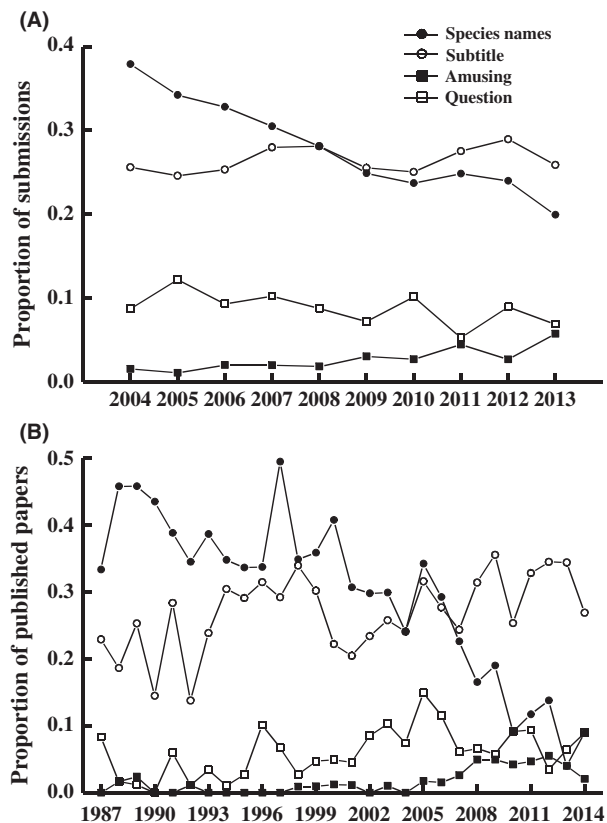 (A)
Species names
Subtitle
Amusing
Question
Proportion of submissions
0.4
0.3
0.2
0.1
0.0
2004 2005 2006 2007 2008 2009 2010 2011 2012 2013
(B)
Proportion of published papers
0.5
0.4
0.3
0.2
0.1
0.0
1987 1990 1993 1996 1999 2002 2005 2008 2011 2014